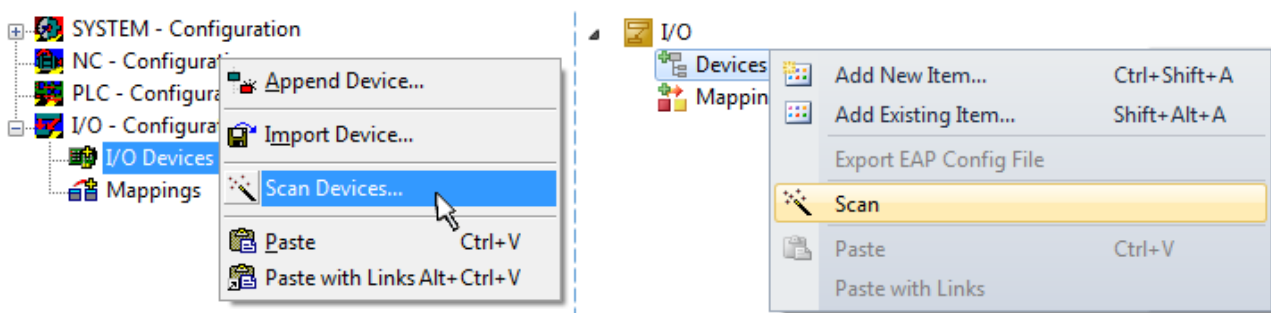 SYSTEM - Configuration
NC - Configurat
PLC - Configura
I/O - Configurat
I/O Devices
Mappings
Append Device...
Import Device...
Scan Devices...
Paste Ctrl+V
Paste with Links Alt+Ctrl+V
I/O
Devices
Mappin
Add New Item... Ctrl+Shift+A
Add Existing Item... Shift+Alt+A
Export EAP Config File
Scan
Paste Ctrl+V
Paste with Links